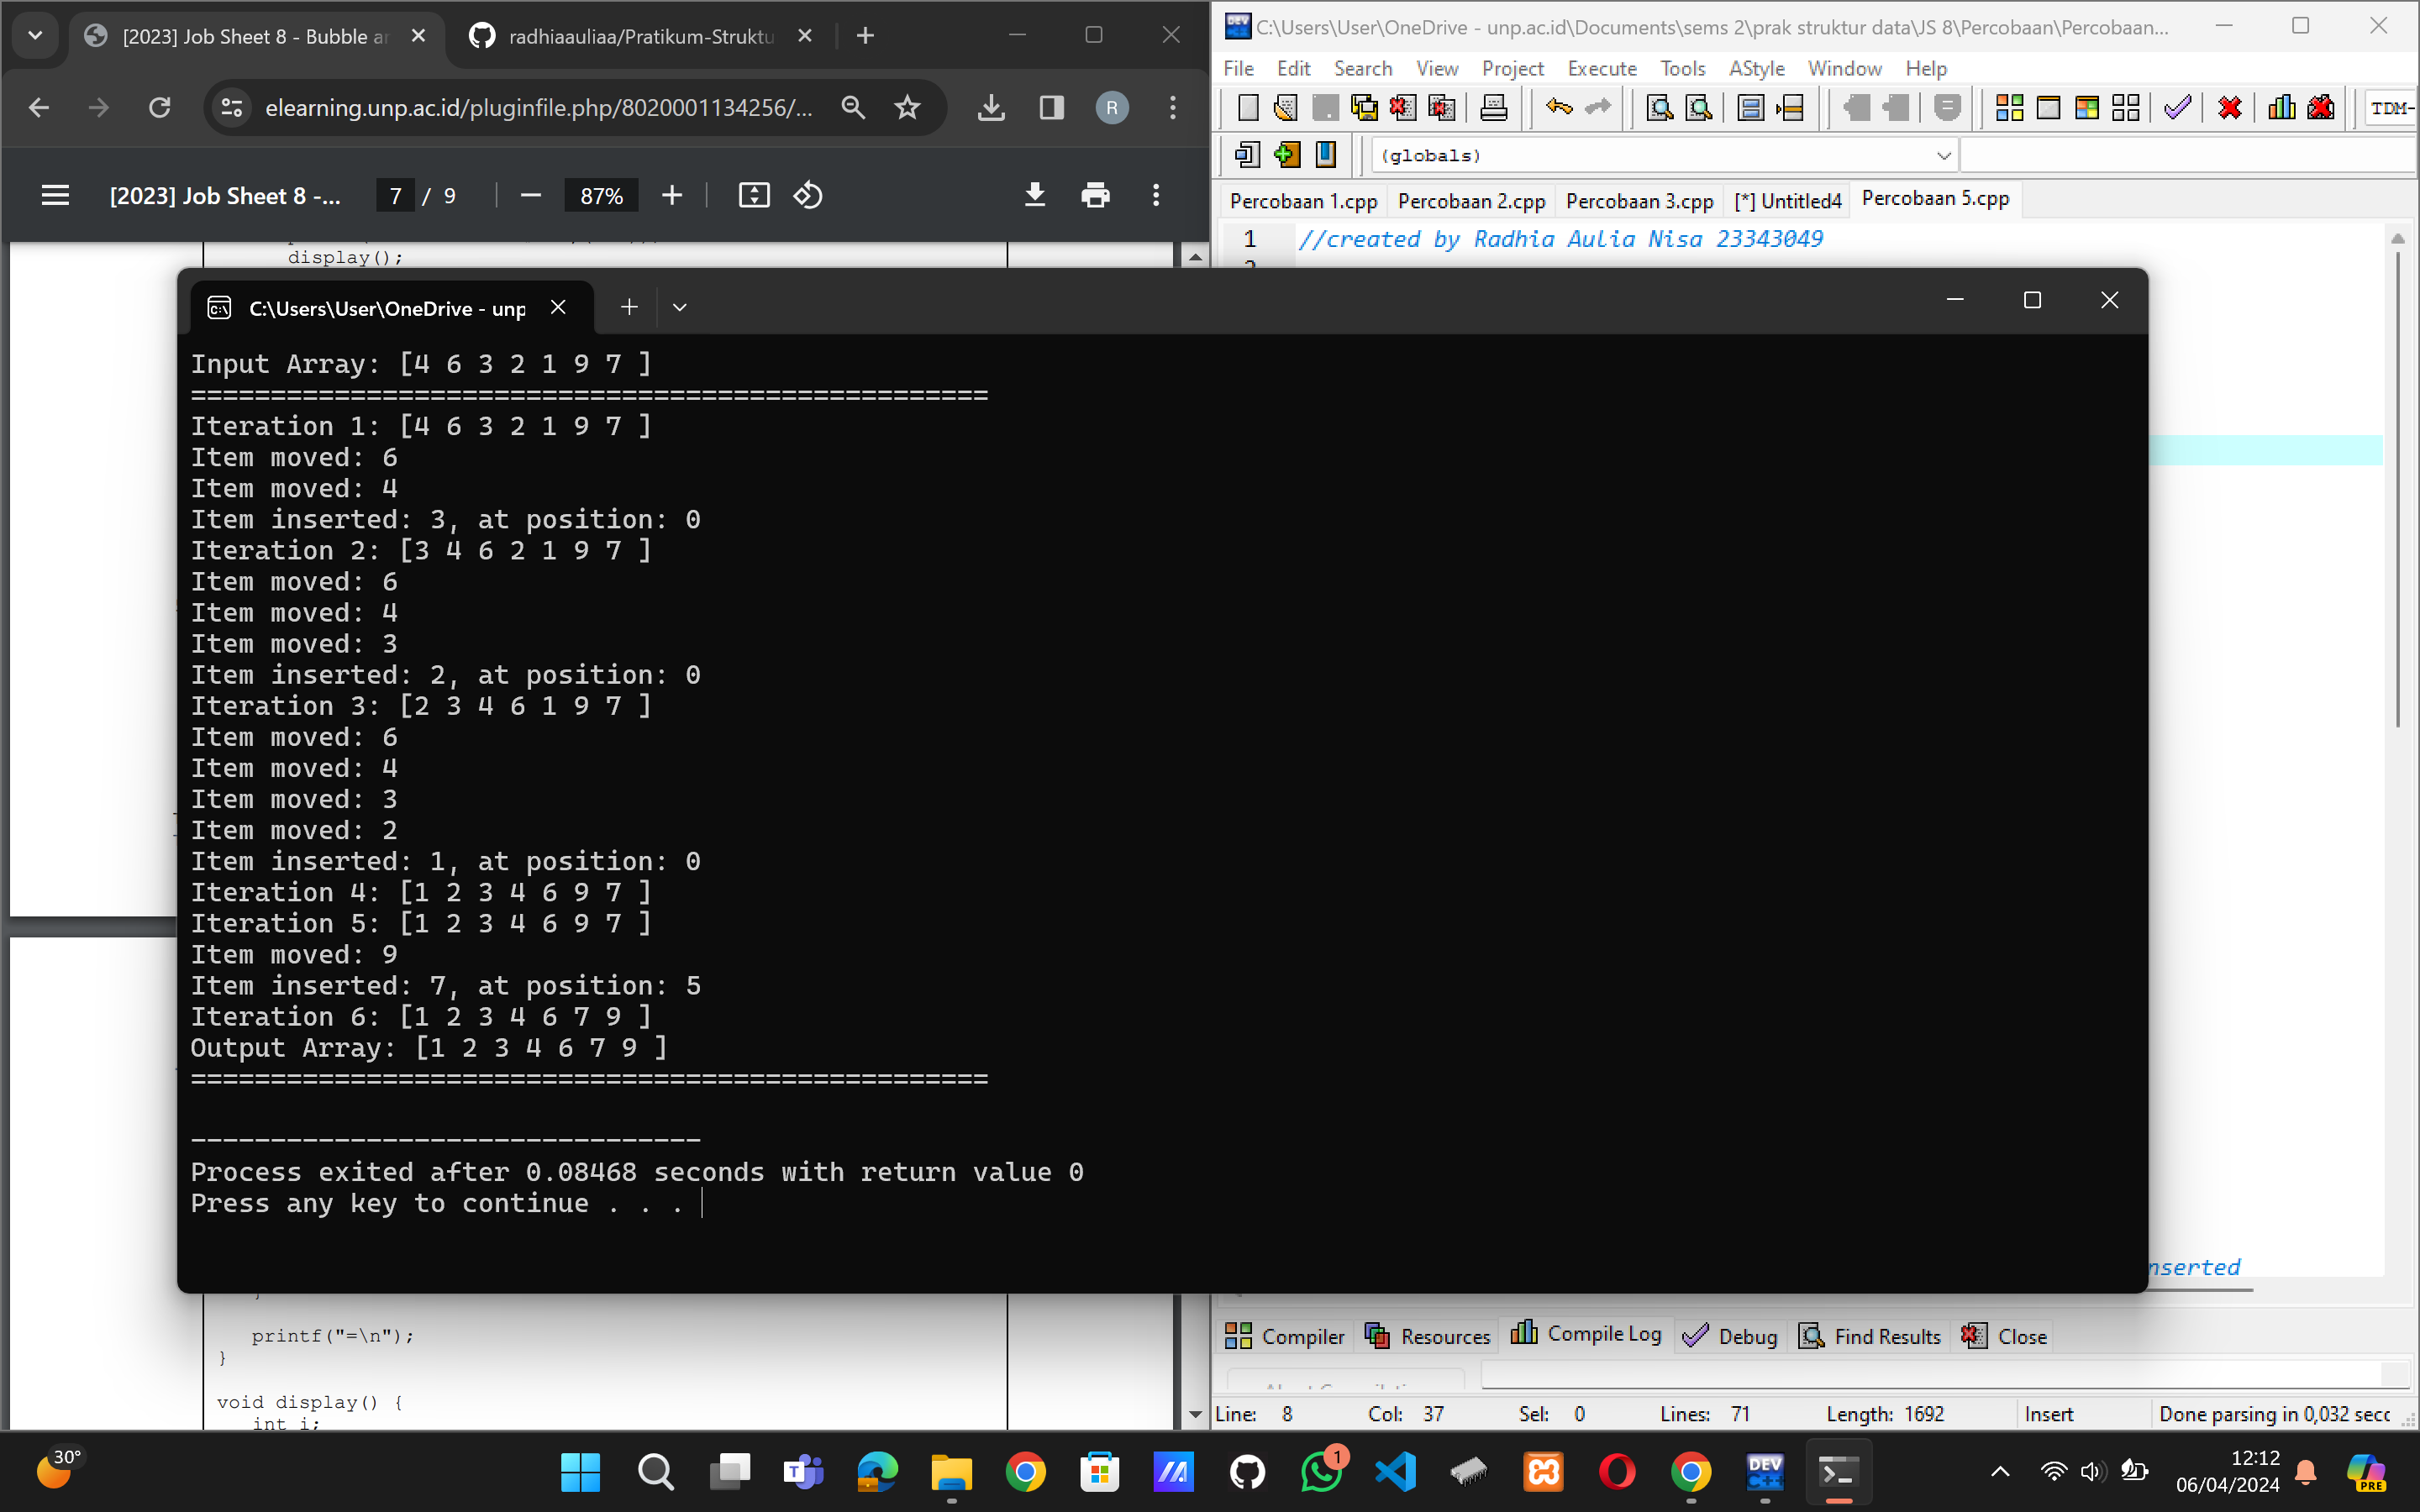 [2023] Job Sheet 8 - Bubble ar
radhiaauliaa/Pratikum-Struktu
elearning.unp.ac.id/pluginfile.php/8020001134256/...
R
[2023] Job Sheet 8 -...
7 / 9
87%
display();
C:\Users\User\OneDrive - unp.ac.id\Documents\sems 2\prak struktur data\JS 8\Percobaan\Percobaan...
File Edit Search View Project Execute Tools AStyle Window Help
TDM-
(globals)
Percobaan 1.cpp Percobaan 2.cpp Percobaan 3.cpp [*] Untitled4 Percobaan 5.cpp
1 //created by Radhia Aulia Nisa 23343049
C:\Users\User\OneDrive - unp
Input Array: [4 6 3 2 1 9 7 ]
==================================================
Iteration 1: [4 6 3 2 1 9 7 ]
Item moved: 6
Item moved: 4
Item inserted: 3, at position: 0
Iteration 2: [3 4 6 2 1 9 7 ]
Item moved: 6
Item moved: 4
Item moved: 3
Item inserted: 2, at position: 0
Iteration 3: [2 3 4 6 1 9 7 ]
Item moved: 6
Item moved: 4
Item moved: 3
Item moved: 2
Item inserted: 1, at position: 0
Iteration 4: [1 2 3 4 6 9 7 ]
Iteration 5: [1 2 3 4 6 9 7 ]
Item moved: 9
Item inserted: 7, at position: 5
Iteration 6: [1 2 3 4 6 7 9 ]
Output Array: [1 2 3 4 6 7 9 ]
==================================================
--------------------------------
Process exited after 0.08468 seconds with return value 0
Press any key to continue . . .
nserted
printf("=\n");
}
void display() {
int i;
Compiler Resources Compile Log Debug Find Results Close
Line: 8 Col: 37 Sel: 0 Lines: 71 Length: 1692 Insert Done parsing in 0,032 secc
30°
1
DEV C++
12:12
06/04/2024
PRE